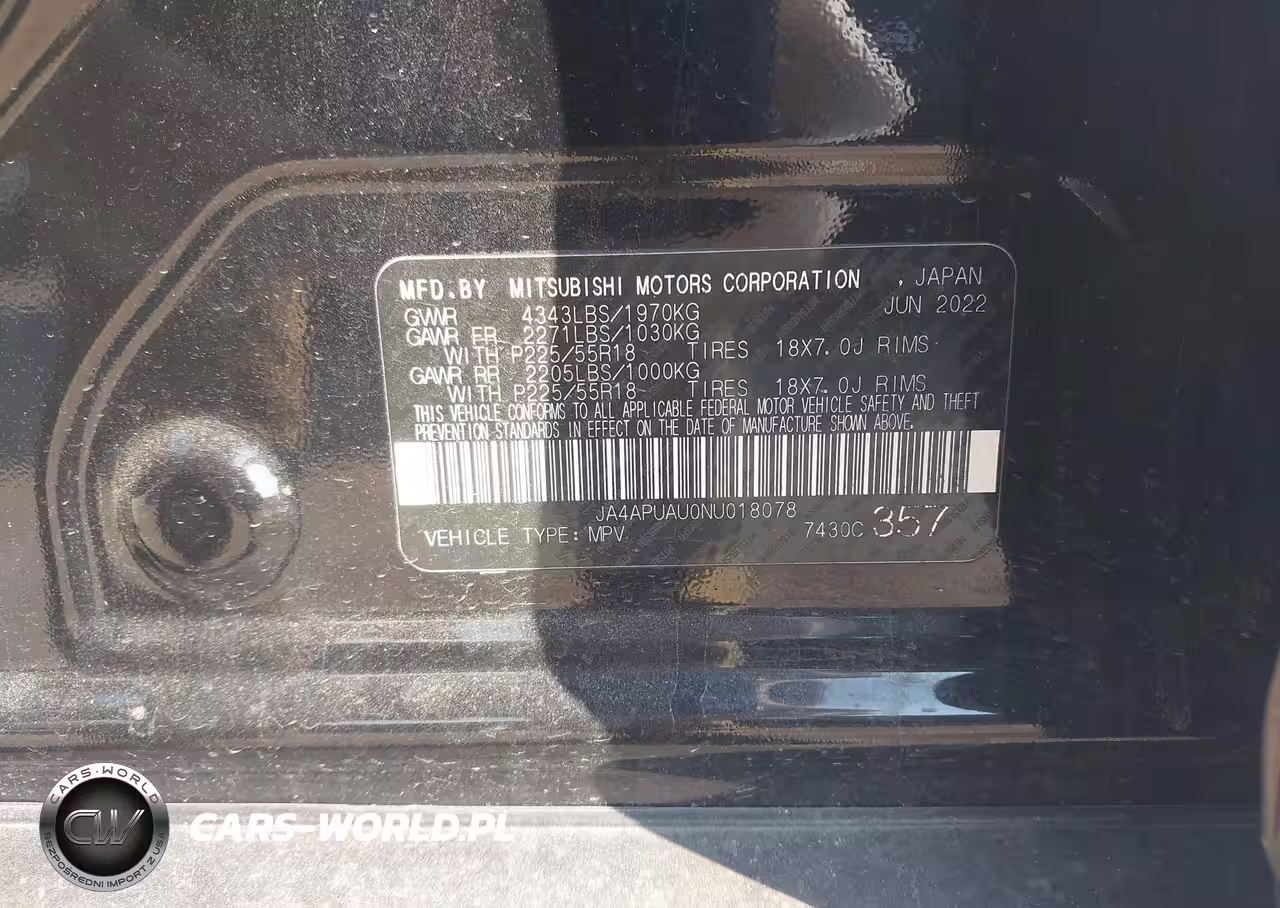 MFD.BY MITSUBISHI MOTORS CORPORATION , JAPAN
JUN 2022
GVWR 4343LBS/1970KG
GAWR FR 2271LBS/1030KG
WITH P225/55R18 TIRES 18X7.0J RIMS
GAWR RR 2205LBS/1000KG
WITH P225/55R18 TIRES 18X7.0J RIMS
THIS VEHICLE CONFORMS TO ALL APPLICABLE FEDERAL MOTOR VEHICLE SAFETY AND THEFT
PREVENTION STANDARDS IN EFFECT ON THE DATE OF MANUFACTURE SHOWN ABOVE.
JA4APUAU0NU018078
VEHICLE TYPE: MPV 7430C 357
CARS-WORLD
CW
BEZPOŚREDNI IMPORT Z USA
CARS-WORLD.PL